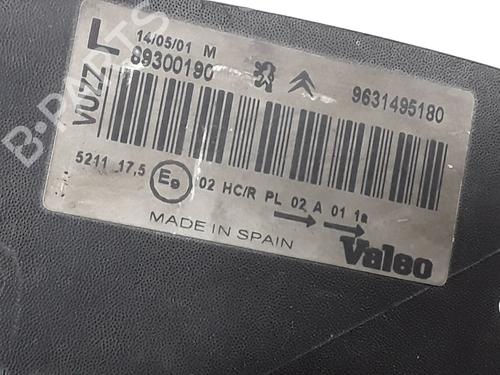 L
14/05/01 M
89300190
9631495180
VUZZ
5211 17,5
E9
02 HC/R PL 02 A 01 1a
MADE IN SPAIN
Valeo
B-PARTS